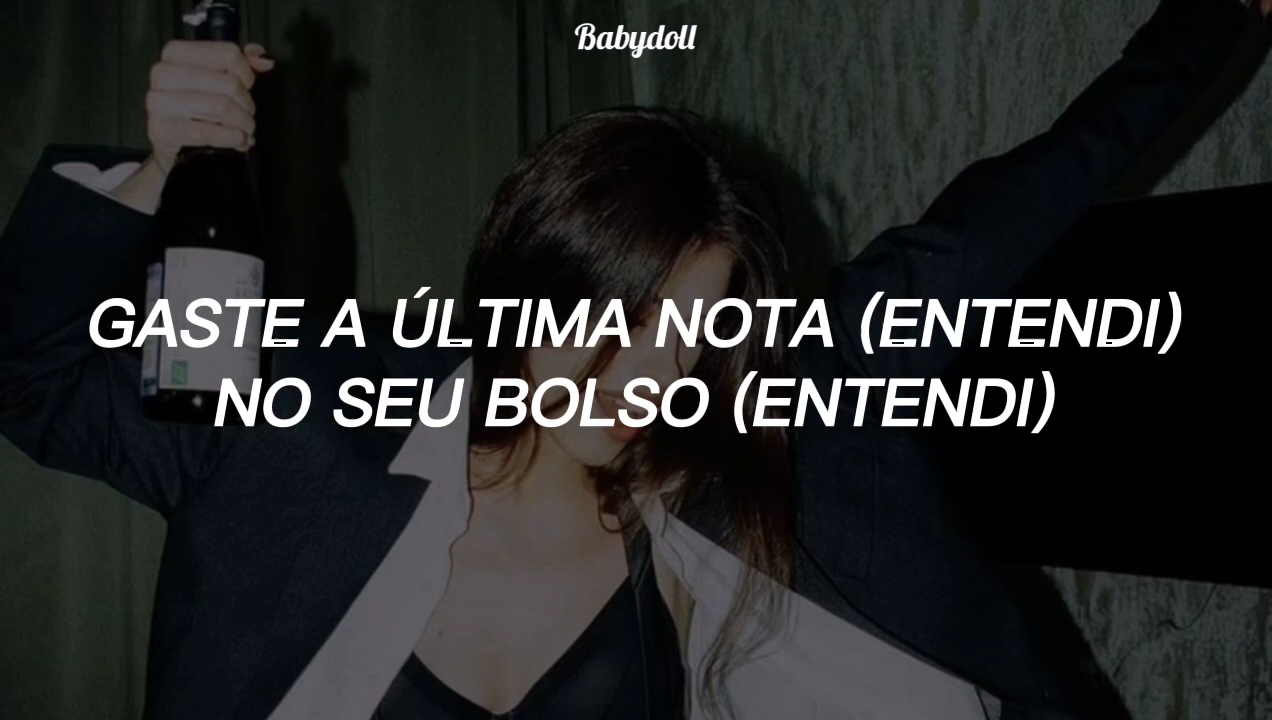 Babydoll
GASTE A ÚLTIMA NOTA (ENTENDI)
NO SEU BOLSO (ENTENDI)